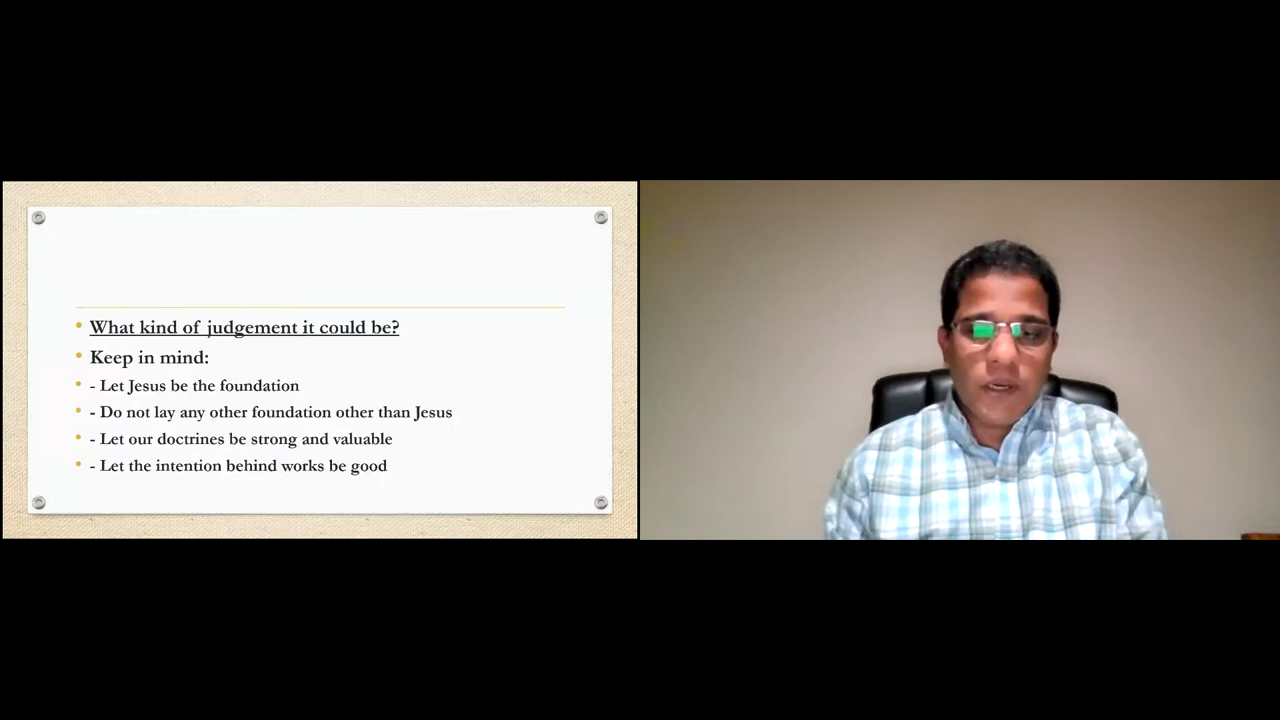 What kind of judgement it could be?
Keep in mind:
- Let Jesus be the foundation
- Do not lay any other foundation other than Jesus
- Let our doctrines be strong and valuable
- Let the intention behind works be good